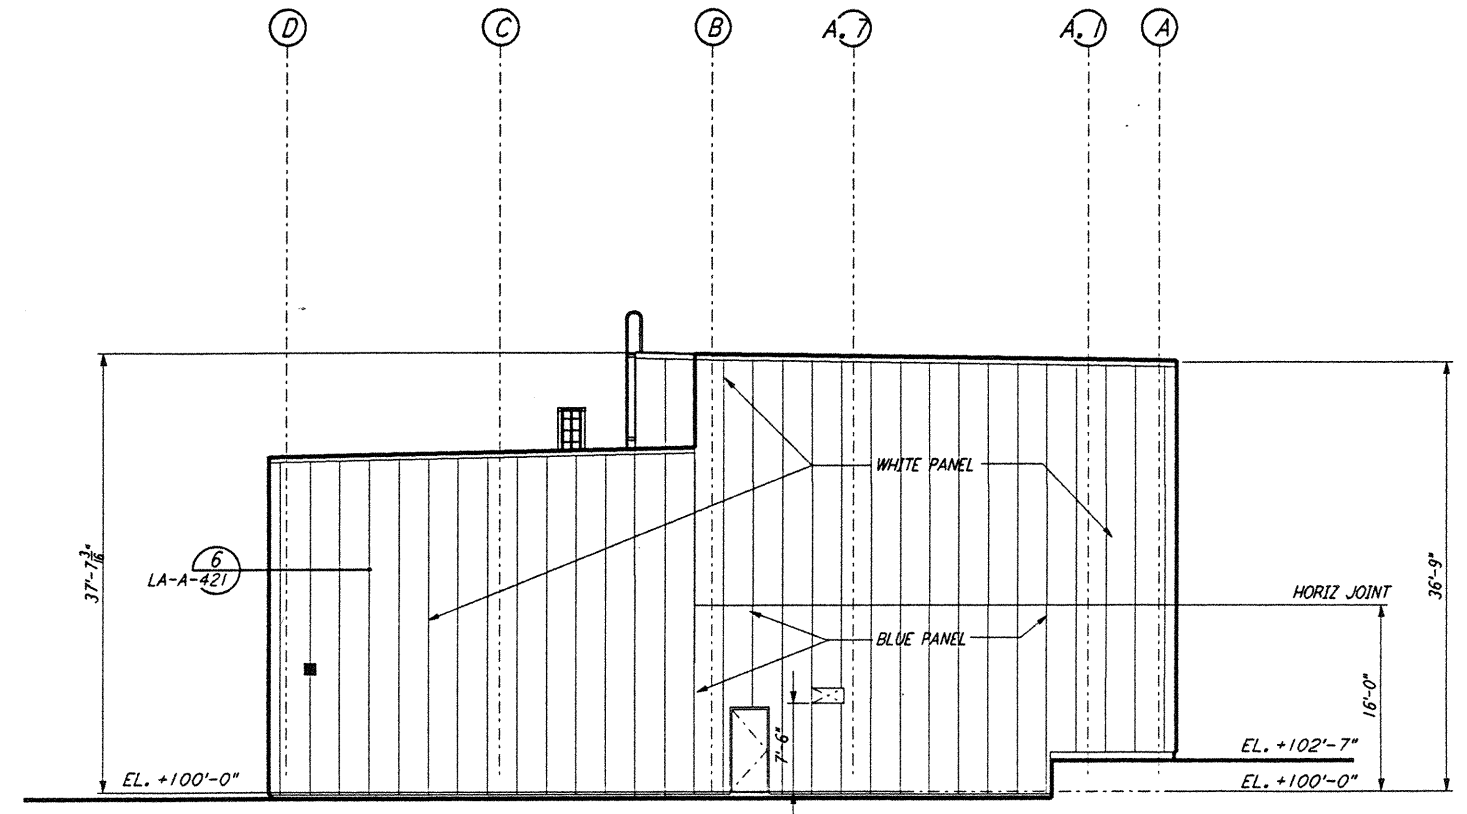 D C B A.7 A.1 A
WHITE PANEL
37'-7 3/16"
6
LA-A-421
36'-9"
HORIZ JOINT
BLUE PANEL
16'-0"
7'-6"
EL. +102'-7"
EL. +100'-0"
EL. +100'-0"